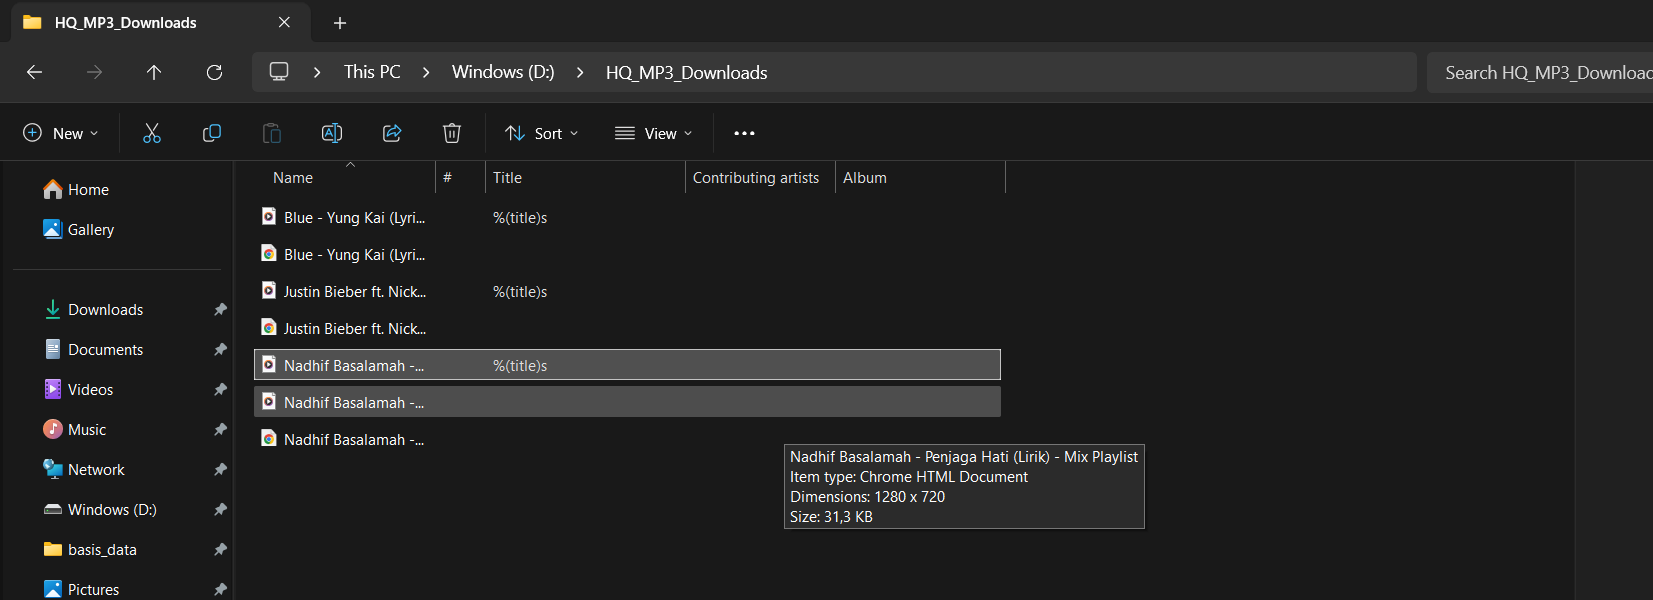 HQ_MP3_Downloads
This PC > Windows (D:) > HQ_MP3_Downloads
Search HQ_MP3_Downloac
New
Sort
View
Name # Title Contributing artists Album
Home
Gallery
Downloads
Documents
Videos
Music
Network
Windows (D:)
basis_data
Pictures
Blue - Yung Kai (Lyri... %(title)s
Blue - Yung Kai (Lyri...
Justin Bieber ft. Nick... %(title)s
Justin Bieber ft. Nick...
Nadhif Basalamah -... %(title)s
Nadhif Basalamah -...
Nadhif Basalamah -...
Nadhif Basalamah - Penjaga Hati (Lirik) - Mix Playlist
Item type: Chrome HTML Document
Dimensions: 1280 x 720
Size: 31,3 KB